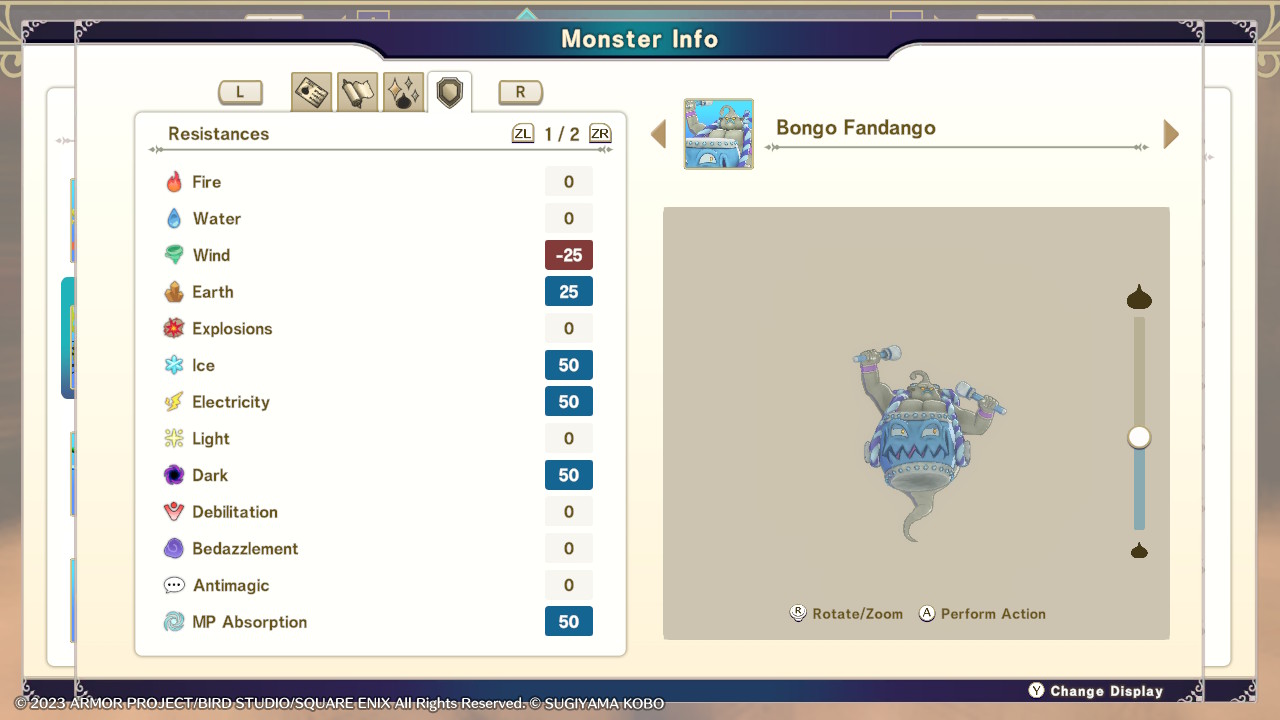 Monster Info
L
R
Resistances
ZL 1 / 2 ZR
Bongo Fandango
Fire 0
Water 0
Wind -25
Earth 25
Explosions 0
Ice 50
Electricity 50
Light 0
Dark 50
Debilitation 0
Bedazzlement 0
Antimagic 0
MP Absorption 50
R Rotate/Zoom A Perform Action
Y Change Display
© 2023 ARMOR PROJECT/BIRD STUDIO/SQUARE ENIX All Rights Reserved. © SUGIYAMA KOBO